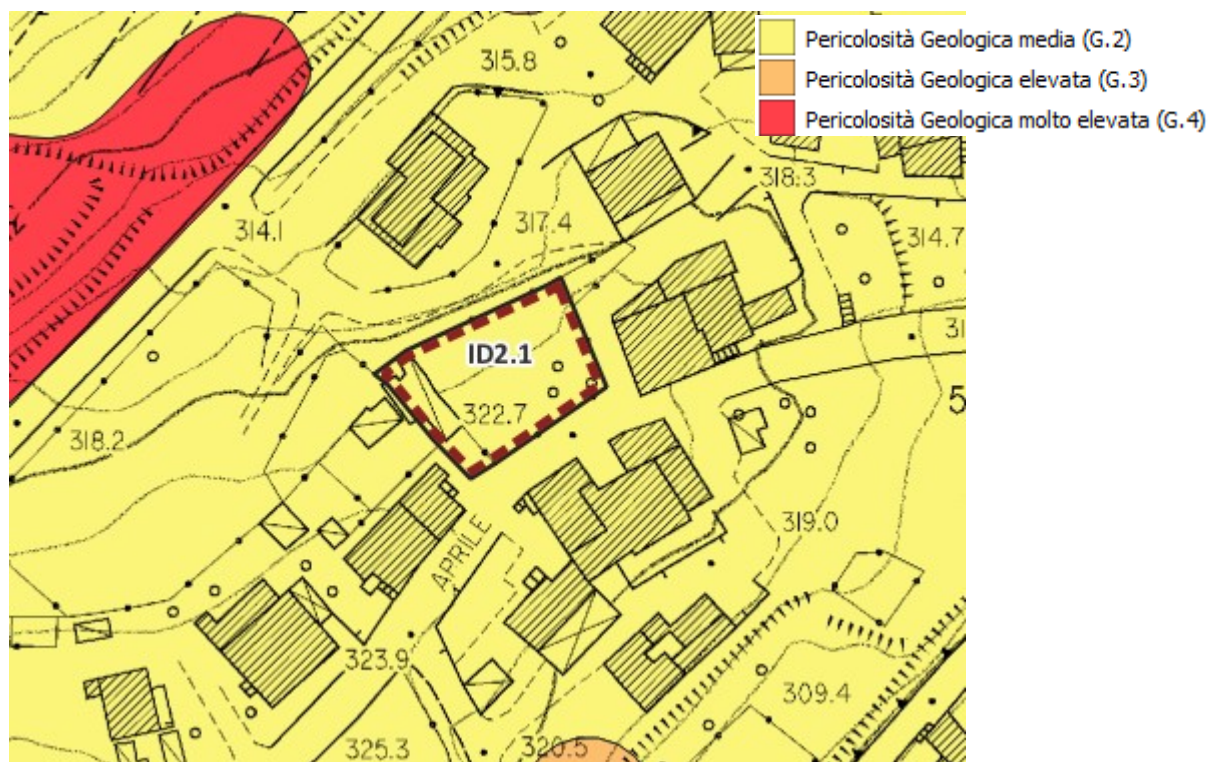 Pericolosità Geologica media (G.2)
Pericolosità Geologica elevata (G.3)
Pericolosità Geologica molto elevata (G.4)
315.8
318.3
314.1
317.4
314.7
ID2.1
322.7
318.2
5
319.0
APRILE
323.9
309.4
325.3
320.5